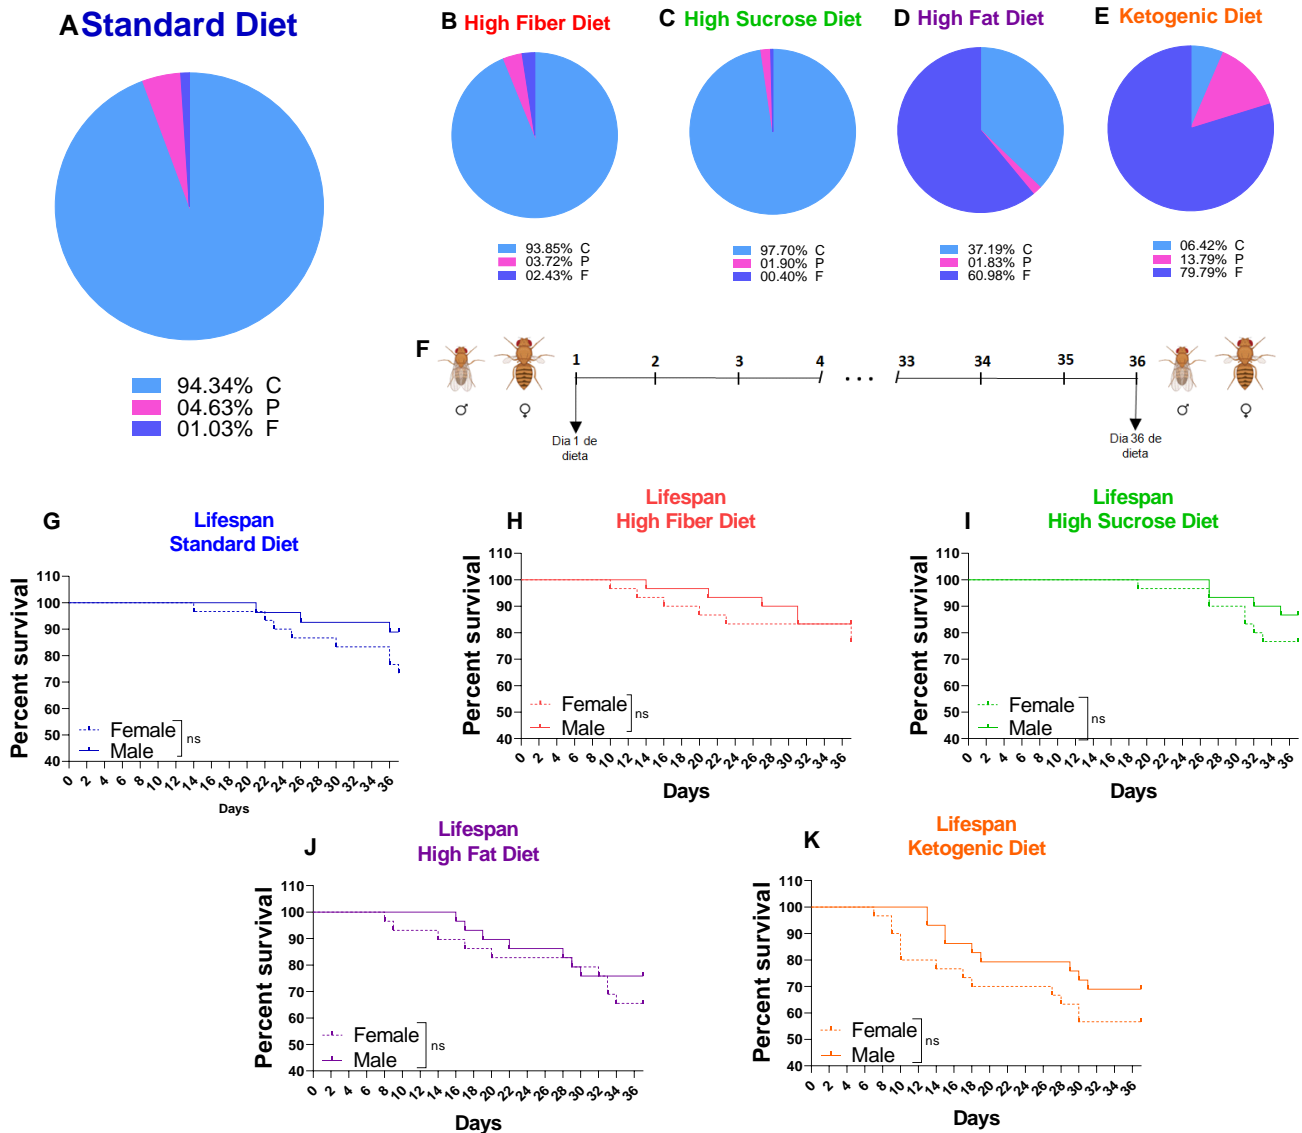 A Standard Diet
94.34% C
04.63% P
01.03% F
B High Fiber Diet
93.85% C
03.72% P
02.43% F
C High Sucrose Diet
97.70% C
01.90% P
00.40% F
D High Fat Diet
37.19% C
01.83% P
60.98% F
E Ketogenic Diet
06.42% C
13.79% P
79.79% F
F
♂ ♀
1 2 3 4 ... 33 34 35 36
Dia 1 de
dieta
Dia 36 de
dieta
♂ ♀
G
Lifespan
Standard Diet
Percent survival
110
100
90
80
70
60
50
40
Female
Male
ns
0 2 4 6 8 10 12 14 16 18 20 22 24 26 28 30 32 34 36
Days
H
Lifespan
High Fiber Diet
Percent survival
110
100
90
80
70
60
50
40
Female
Male
ns
0 2 4 6 8 10 12 14 16 18 20 22 24 26 28 30 32 34 36
Days
I
Lifespan
High Sucrose Diet
Percent survival
110
100
90
80
70
60
50
40
Female
Male
ns
0 2 4 6 8 10 12 14 16 18 20 22 24 26 28 30 32 34 36
Days
J
Lifespan
High Fat Diet
Percent survival
110
100
90
80
70
60
50
40
Female
Male
ns
0 2 4 6 8 10 12 14 16 18 20 22 24 26 28 30 32 34 36
Days
K
Lifespan
Ketogenic Diet
Percent survival
110
100
90
80
70
60
50
40
Female
Male
ns
0 2 4 6 8 10 12 14 16 18 20 22 24 26 28 30 32 34 36
Days